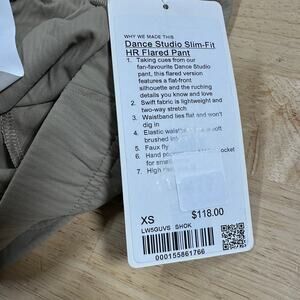 WHY WE MADE THIS
Dance Studio Slim-Fit
HR Flared Pant
1. Taking cues from our
fan-favourite Dance Studio
pant, this flared version
features a flat-front
silhouette and the ruching
details you know and love
2. Swift fabric is lightweight and
two-way stretch
3. Waistband lies flat and won't
dig in
4. Elastic soft
brushed
5. Faux fly
6. Hand
for small
7. High
XS $118.00
LW5GUVS SHOK
000155861766